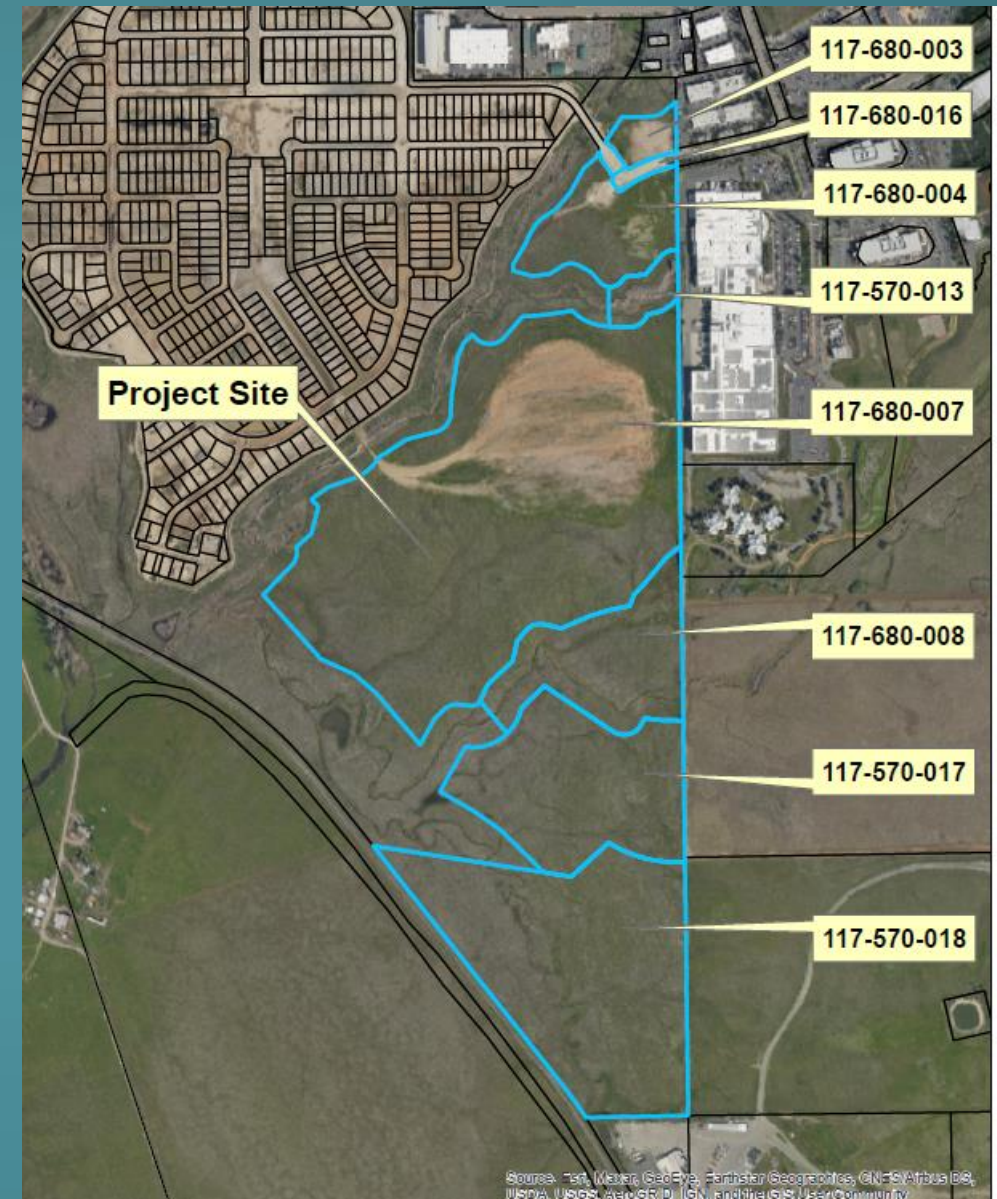 117-680-003
117-680-016
117-680-004
117-570-013
Project Site
117-680-007
117-680-008
117-570-017
117-570-018
Source: Esri, Maxar, GeoEye, Earthstar Geographics, CNES/Airbus DS,
USDA, USGS, AeroGRID, IGN, and the GIS User Community